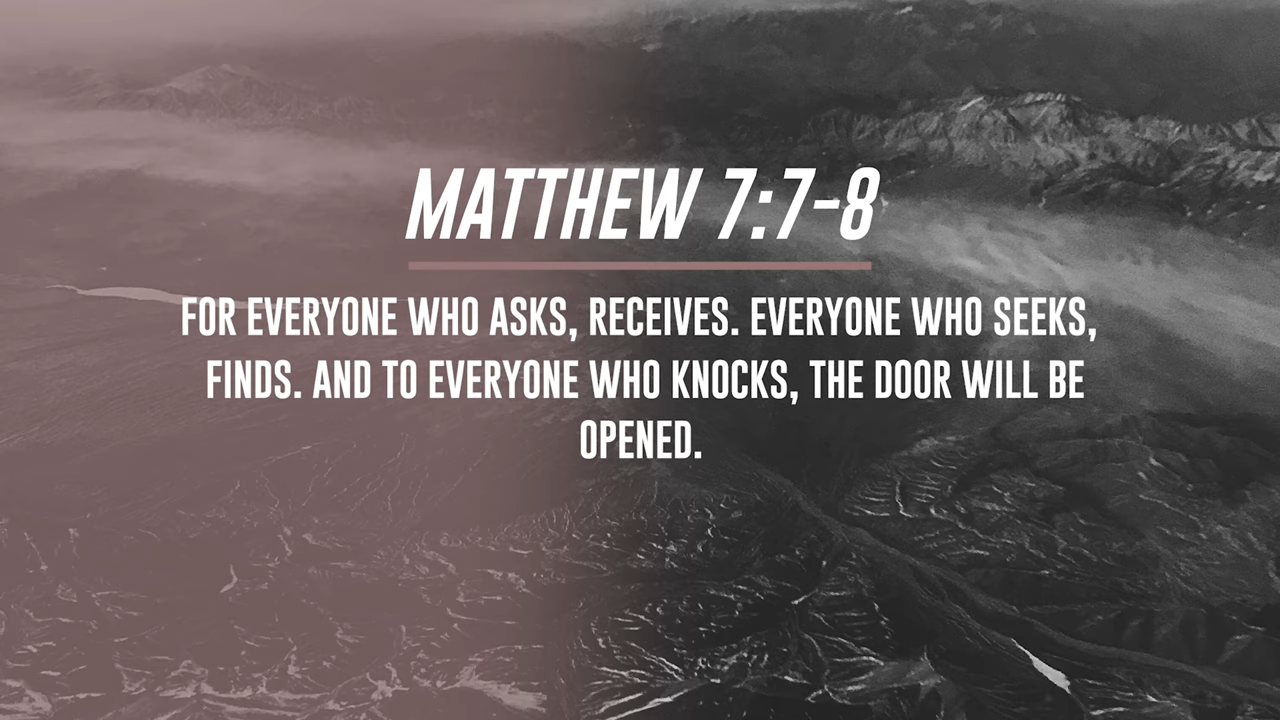 MATTHEW 7:7-8
FOR EVERYONE WHO ASKS, RECEIVES. EVERYONE WHO SEEKS,
FINDS. AND TO EVERYONE WHO KNOCKS, THE DOOR WILL BE
OPENED.